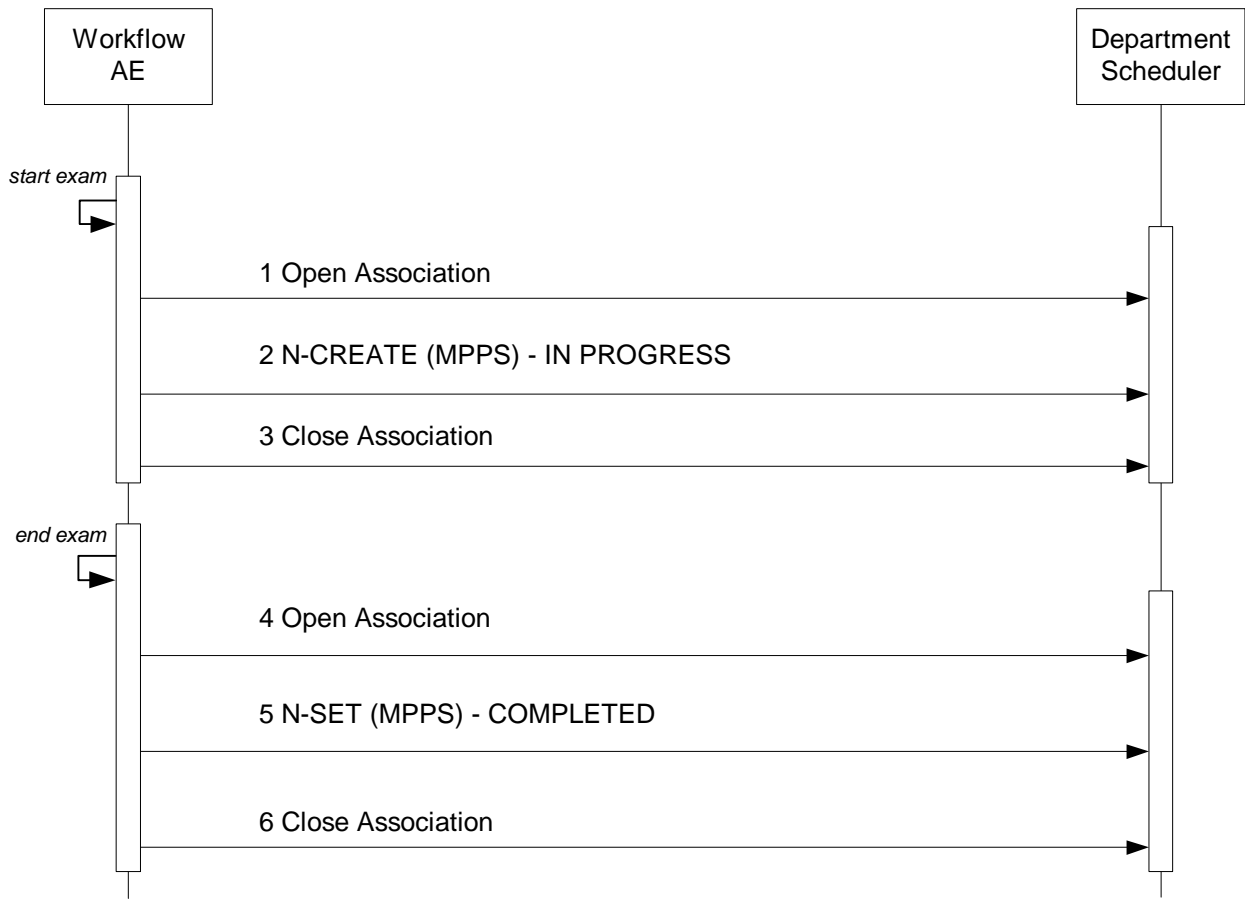 Workflow
AE
Department
Scheduler
start exam
1 Open Association
2 N-CREATE (MPPS) - IN PROGRESS
3 Close Association
end exam
4 Open Association
5 N-SET (MPPS) - COMPLETED
6 Close Association